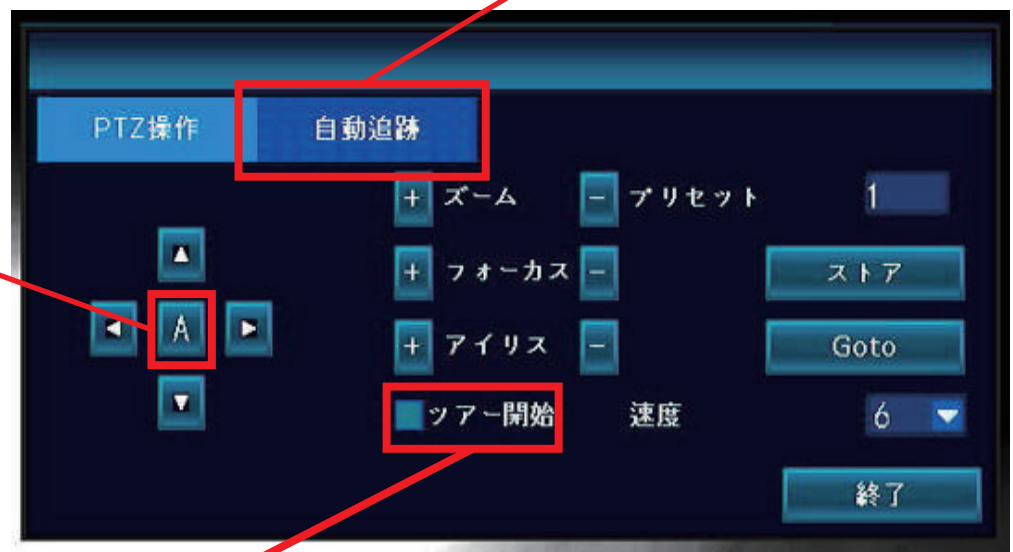 PTZ操作 自動追跡
+ ズーム - プリセット 1
+ フォーカス - ストア
A
+ アイリス - Goto
ツアー開始 速度 6
終了